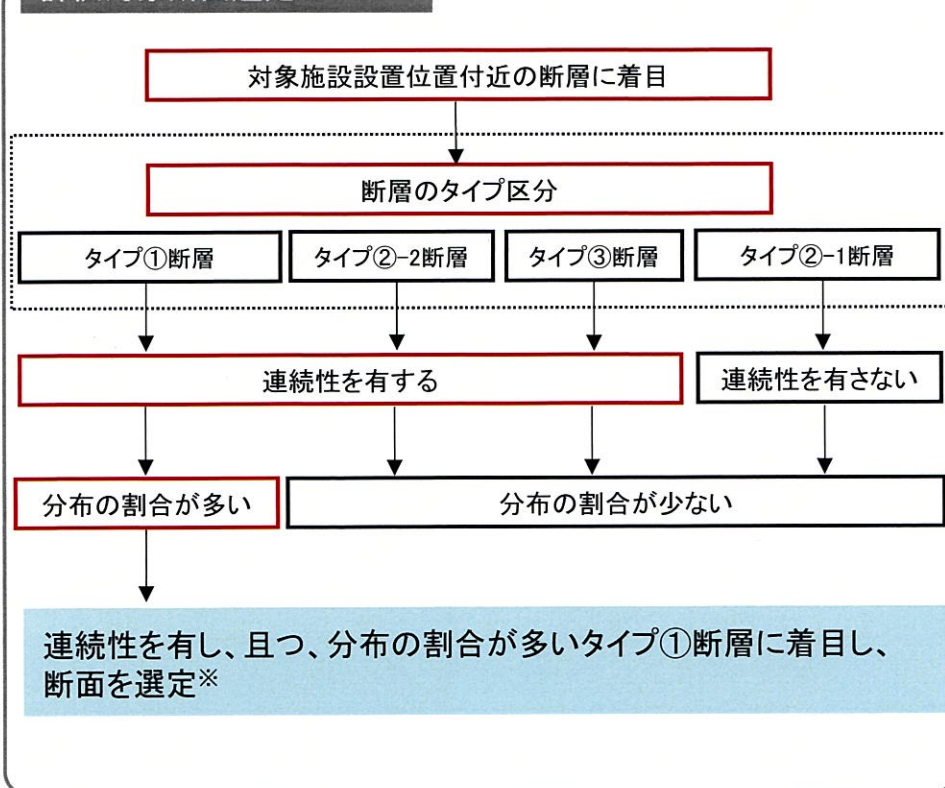 対象施設設置位置付近の断層に着目
断層のタイプ区分
タイプ①断層
タイプ②-2断層
タイプ③断層
タイプ②-1断層
連続性を有する
連続性を有さない
分布の割合が多い
分布の割合が少ない
連続性を有し、且つ、分布の割合が多いタイプ①断層に着目し、
断面を選定※